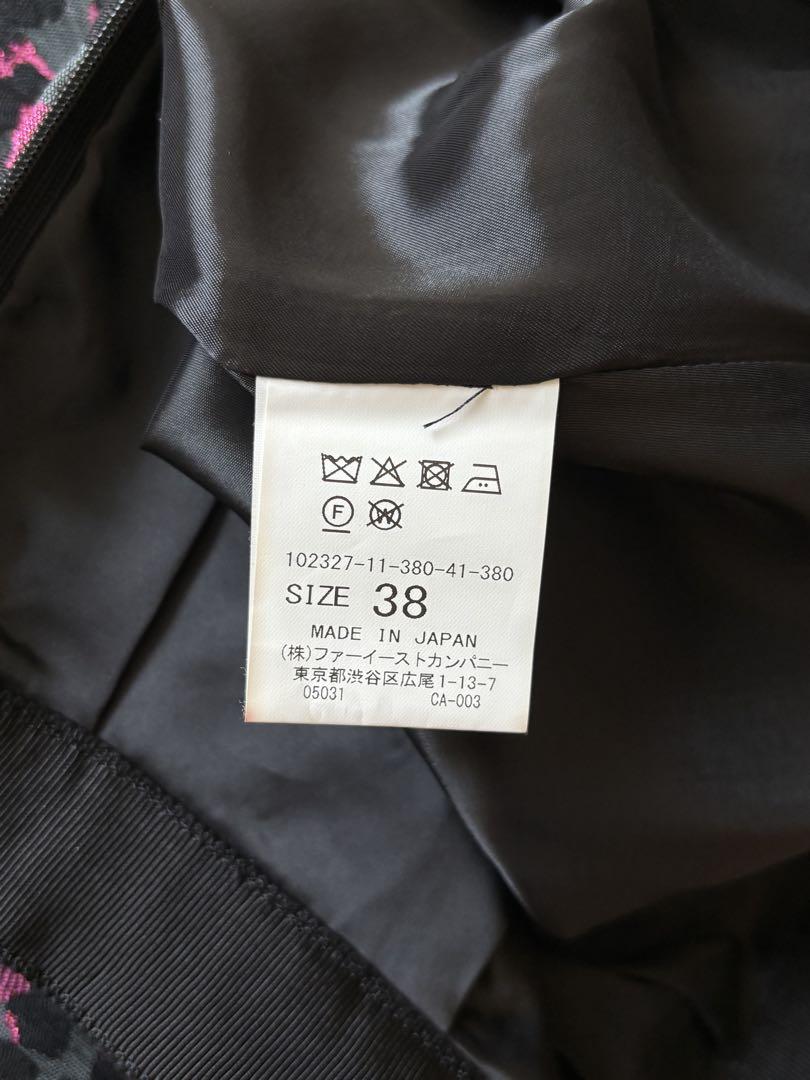 F W
102327-11-380-41-380
SIZE 38
MADE IN JAPAN
(株)ファーイーストカンパニー
東京都渋谷区広尾1-13-7
05031 CA-003